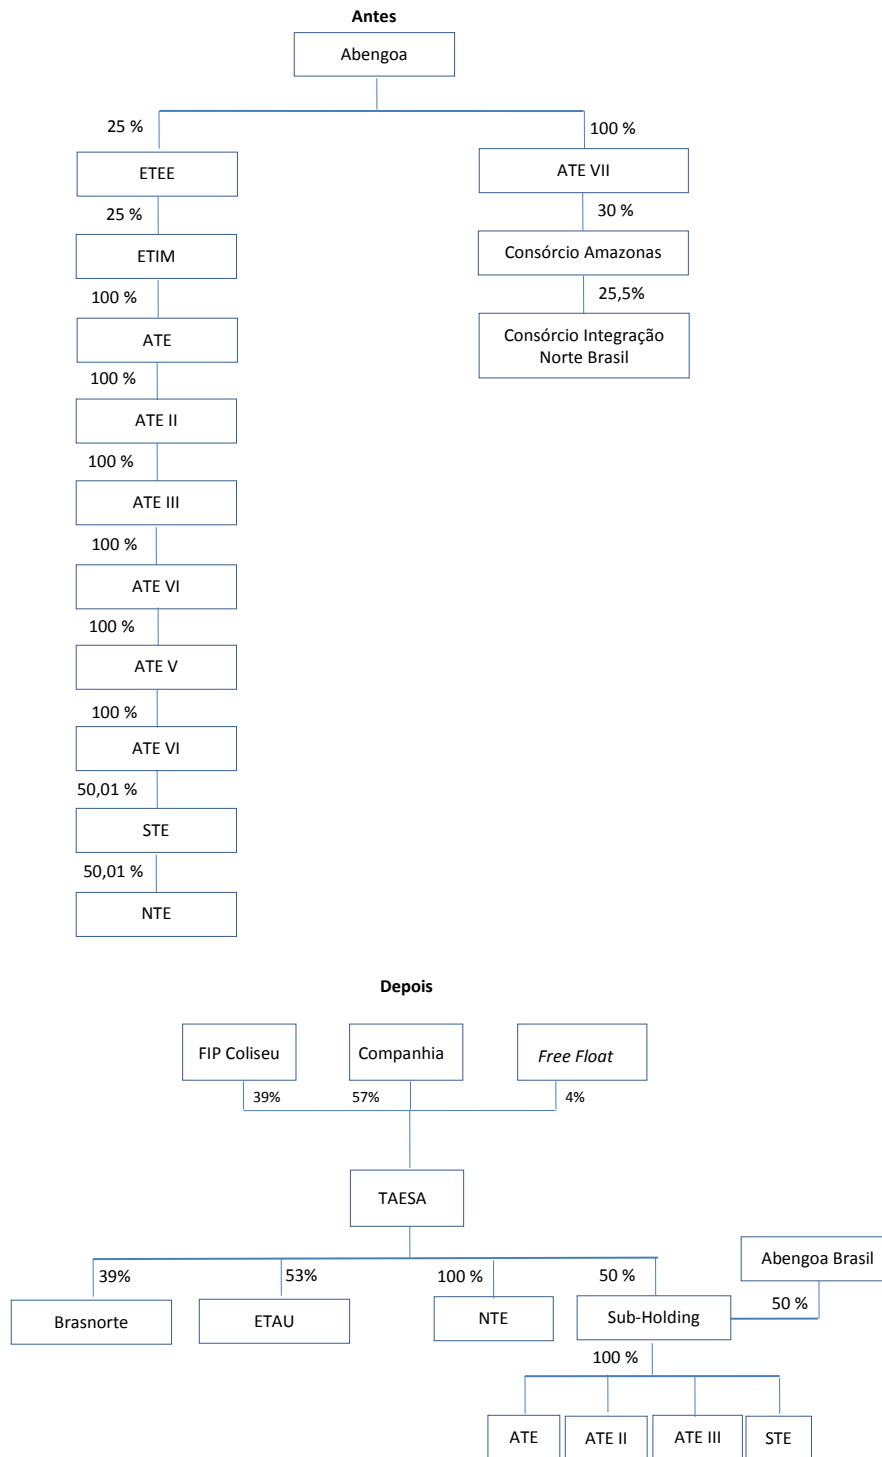 Antes
Abengoa
25 %
100 %
ETEE
ATE VII
25 %
30 %
ETIM
Consórcio Amazonas
100 %
25,5%
ATE
Consórcio Integração
Norte Brasil
100 %
ATE II
100 %
ATE III
100 %
ATE VI
100 %
ATE V
100 %
ATE VI
50,01 %
STE
50,01 %
NTE
Depois
FIP Coliseu
Companhia
Free Float
39%
57%
4%
TAESA
Abengoa Brasil
39%
53%
100 %
50 %
50 %
Brasnorte
ETAU
NTE
Sub-Holding
100 %
ATE
ATE II
ATE III
STE